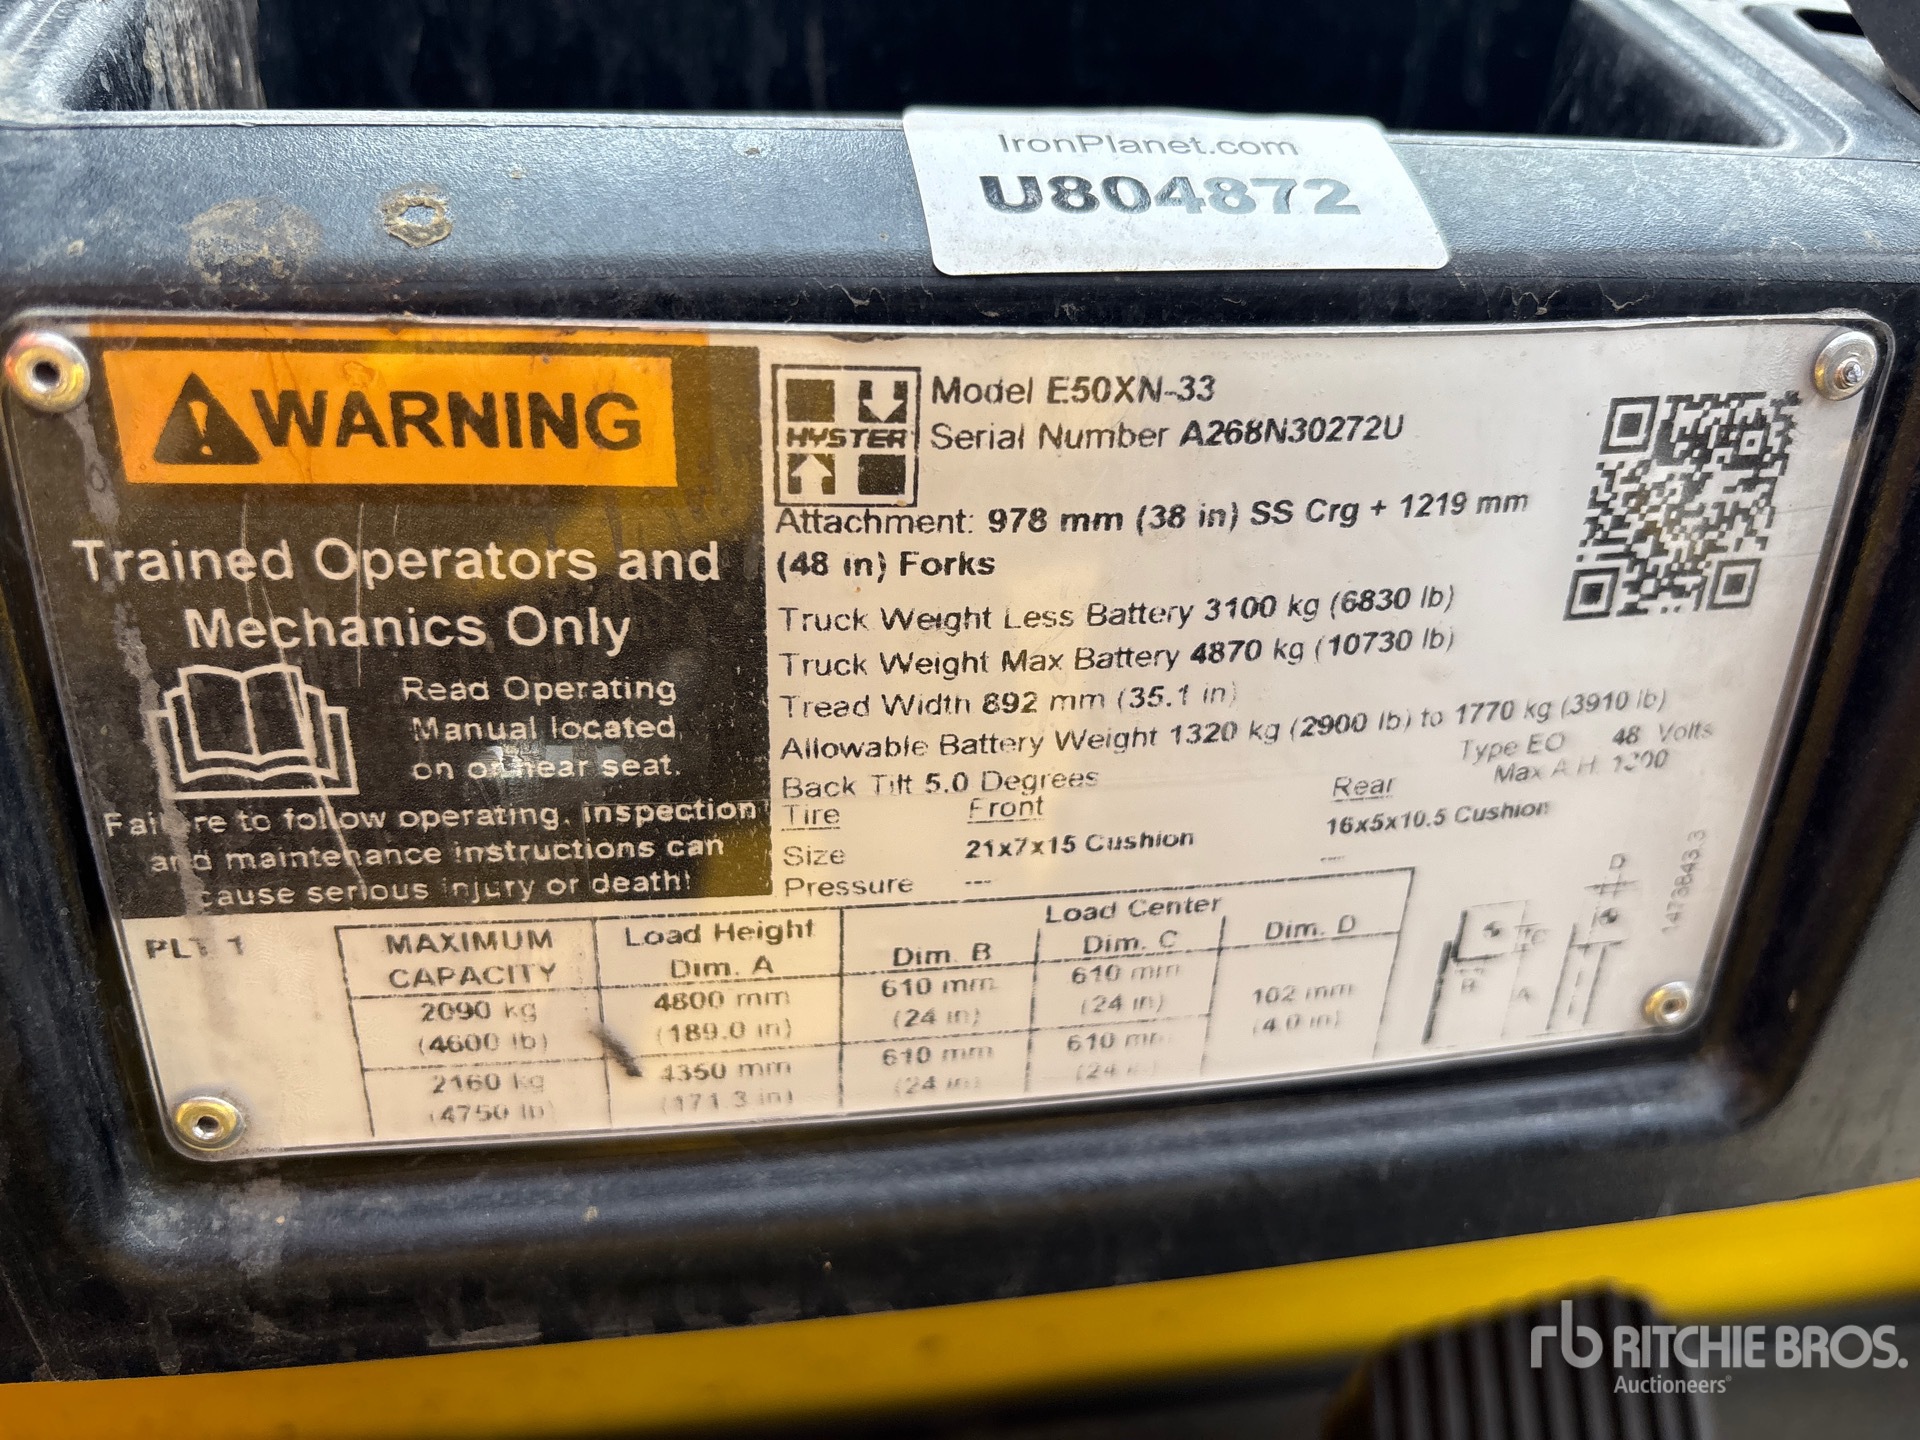 IronPlanet.com
U804872
WARNING
Trained Operators and
Mechanics Only
Read Operating
Manual located
on or near seat.
Failure to follow operating, inspection
and maintenance instructions can
cause serious injury or death!
HYSTER
Model E50XN-33
Serial Number A268N30272U
Attachment: 978 mm (38 in) SS Crg + 1219 mm
(48 in) Forks
Truck Weight Less Battery 3100 kg (6830 lb)
Truck Weight Max Battery 4870 kg (10730 lb)
Tread Width 892 mm (35.1 in)
Allowable Battery Weight 1320 kg (2900 lb) to 1770 kg (3910 lb)
Type EO 48 Volts
Back Tilt 5.0 Degrees Max A.H. 1200
Tire Front Rear
Size 21x7x15 Cushion 16x5x10.5 Cushion
Pressure --- ---
PLT 1
MAXIMUM CAPACITY Load Height Dim. A Load Center
Dim. B Dim. C Dim. D
2090 kg 4800 mm 610 mm 610 mm 102 mm
(4600 lb) (189.0 in) (24 in) (24 in) (4.0 in)
2160 kg 4350 mm 610 mm 610 mm
(4750 lb) (171.3 in) (24 in) (24
B C A D
1479843.3
rb RITCHIE BROS.
Auctioneers